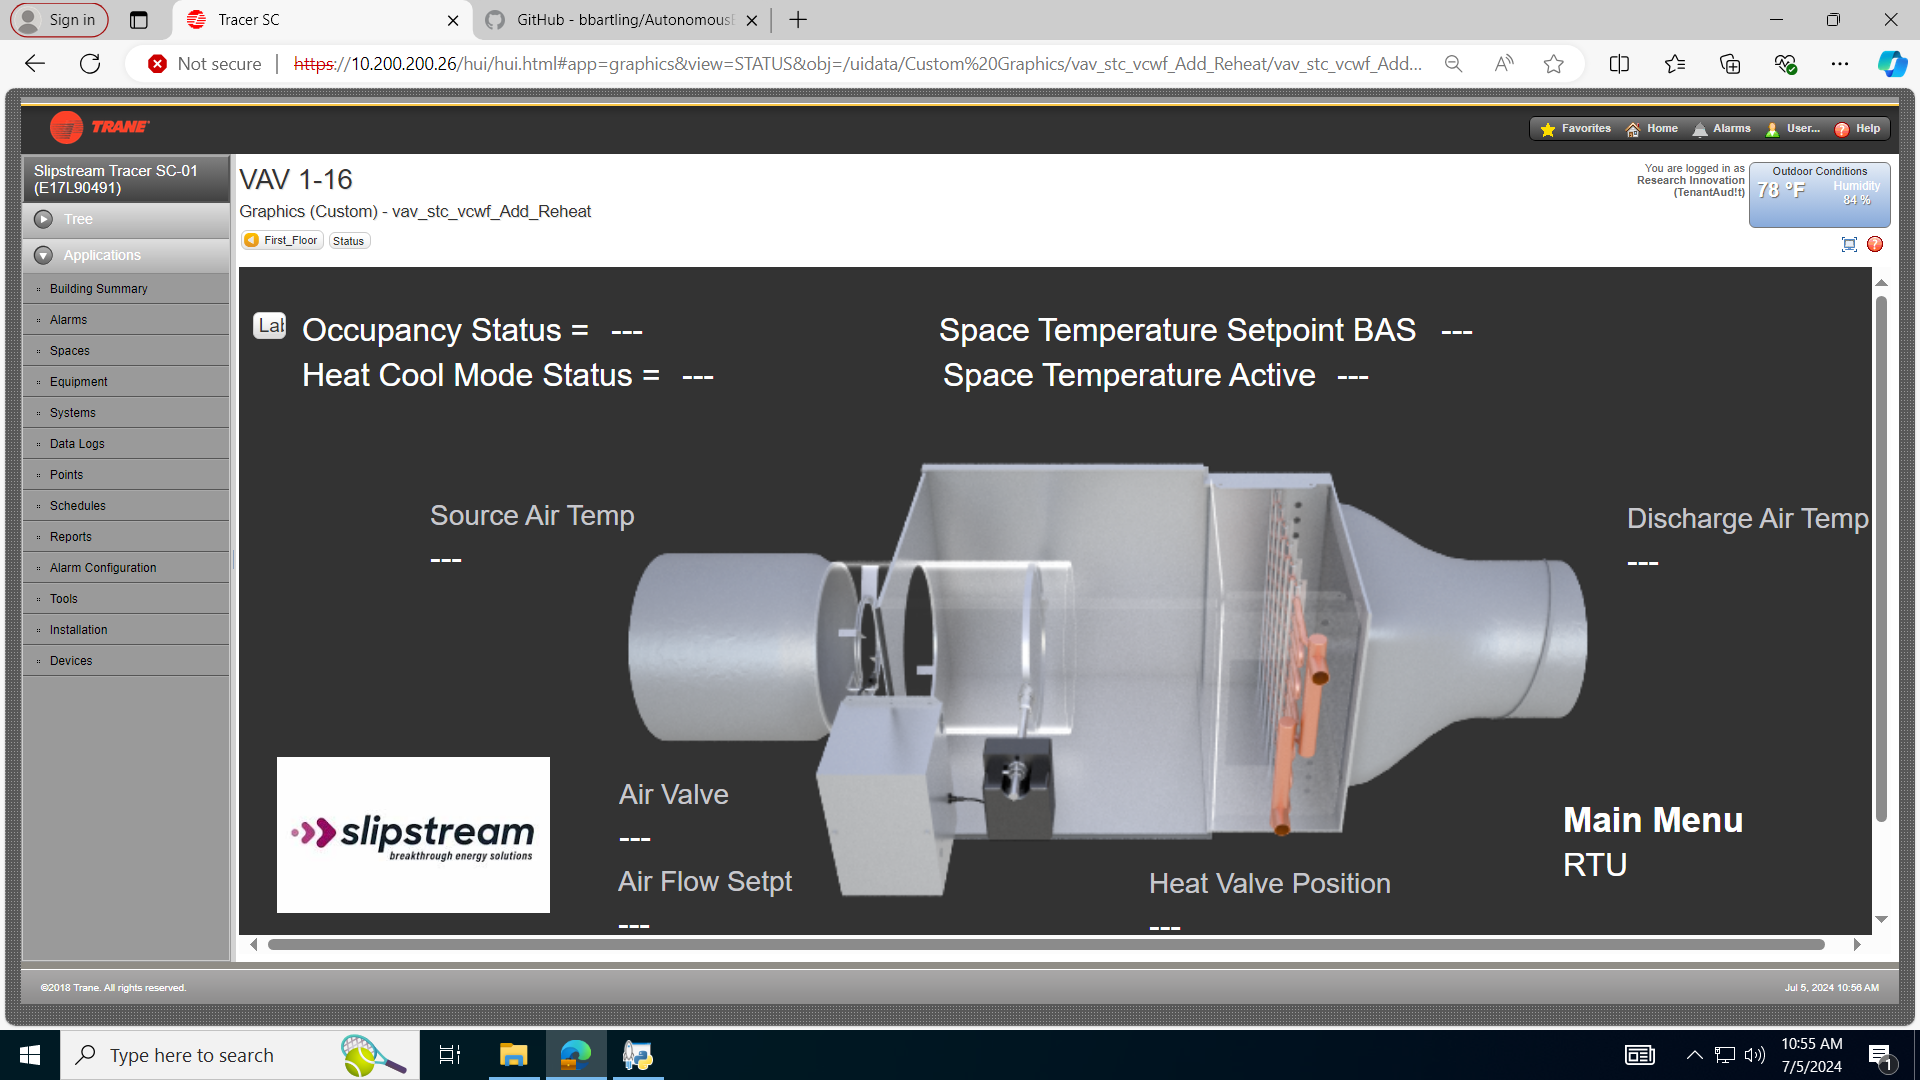 Sign in
Tracer SC
GitHub - bbartling/Autonomous
Not secure
https://10.200.200.26/hui/hui.html#app=graphics&view=STATUS&obj=/uidata/Custom%20Graphics/vav_stc_vcwf_Add_Reheat/vav_stc_vcwf_Add...
TRANE
Favorites
Home
Alarms
User...
Help
Slipstream Tracer SC-01
(E17L90491)
Tree
Applications
Building Summary
Alarms
Spaces
Equipment
Systems
Data Logs
Points
Schedules
Reports
Alarm Configuration
Tools
Installation
Devices
VAV 1-16
Graphics (Custom) - vav_stc_vcwf_Add_Reheat
First_Floor
Status
You are logged in as
Research Innovation
(TenantAud!t)
Outdoor Conditions
78 °F
Humidity
84 %
Lab
Occupancy Status = ---
Heat Cool Mode Status = ---
Space Temperature Setpoint BAS ---
Space Temperature Active ---
Source Air Temp
---
Discharge Air Temp
---
slipstream
breakthrough energy solutions
Air Valve
---
Air Flow Setpt
---
Heat Valve Position
---
Main Menu
RTU
©2018 Trane. All rights reserved.
Jul 5, 2024 10:56 AM
Type here to search
10:55 AM
7/5/2024
1